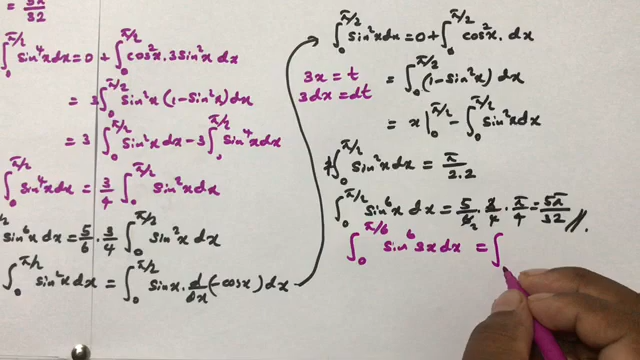 = 5π/32
∫₀^(π/2) sin⁴x dx = 0 + ∫₀^(π/2) cos²x . 3 sin²x dx
= 3 ∫₀^(π/2) sin²x (1 - sin²x) dx
= 3 ∫₀^(π/2) sin²x dx - 3 ∫₀^(π/2) sin⁴x dx
∫₀^(π/2) sin⁴x dx = 3/4 ∫₀^(π/2) sin²x dx
sin⁶x dx = 5/6 . 3/4 ∫₀^(π/2) sin²x dx
∫₀^(π/2) sin²x dx = ∫₀^(π/2) sin x . d/dx (-cos x) dx
∫₀^(π/2) sin²x dx = 0 + ∫₀^(π/2) cos²x . dx
3x = t
3dx = dt
= ∫₀^(π/2) (1 - sin²x) dx
= x |₀^(π/2) - ∫₀^(π/2) sin²x dx
∫₀^(π/2) sin²x dx = π/2.2
∫₀^(π/2) sin⁶x dx = 5/6₂ . 3/4 . π/4 = 5π/32 //.
∫₀^(π/6) sin⁶ 3x dx = ∫